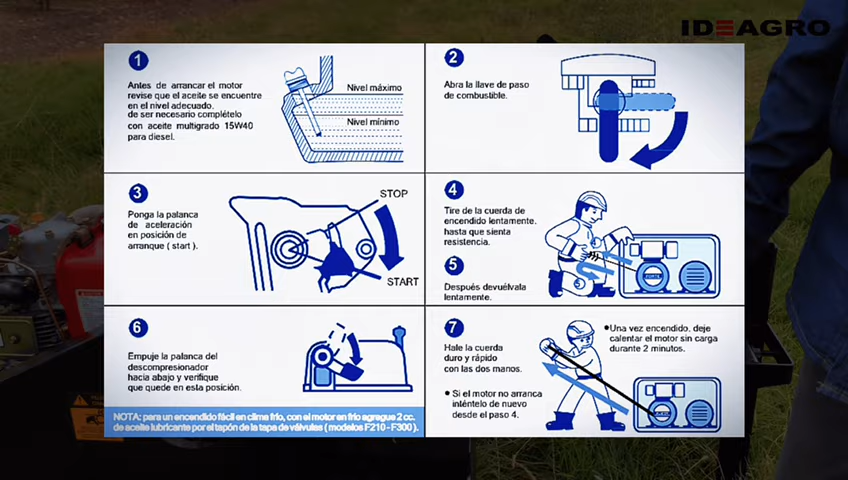 IDEAGRO
1
Antes de arrancar el motor
revise que el aceite se encuentre
en el nivel adecuado.
de ser necesario complételo
con aceite multigrado 15W40
para diesel.
Nivel máximo
Nivel mínimo
2
Abra la llave de paso
de combustible.
3
Ponga la palanca
de aceleración
en posición de
arranque ( start ).
STOP
START
4
Tire de la cuerda de
encendido lentamente,
hasta que sienta
resistencia.
5
Después devuélvala
lentamente.
6
Empuje la palanca del
descompresionador
hacia abajo y verifique
que quede en esta posición.
NOTA: para un encendido fácil en clima frío, con el motor en frío agregue 2 cc.
de aceite lubricante por el tapón de la tapa de válvulas ( modelos F210 - F300 ).
7
Hale la cuerda
duro y rápido
con las dos manos.
• Si el motor no arranca
inténtelo de nuevo
desde el paso 4.
•Una vez encendido, deje
calentar el motor sin carga
durante 2 minutos.